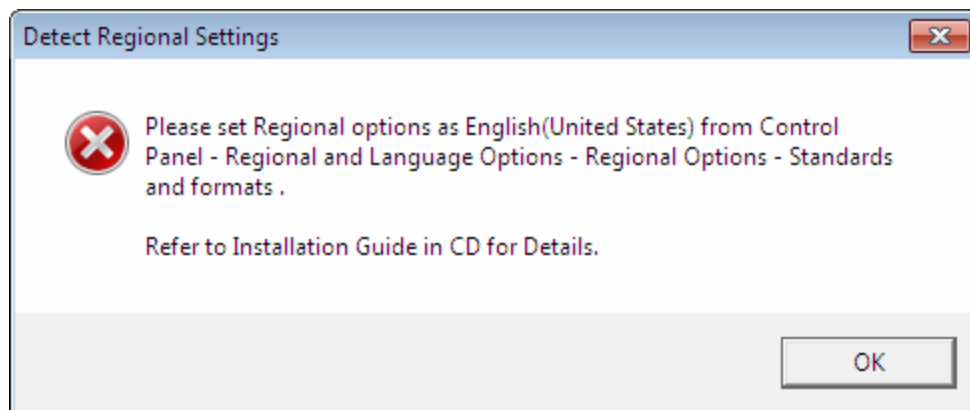 Detect Regional Settings
Please set Regional options as English(United States) from Control
Panel - Regional and Language Options - Regional Options - Standards
and formats .
Refer to Installation Guide in CD for Details.
OK